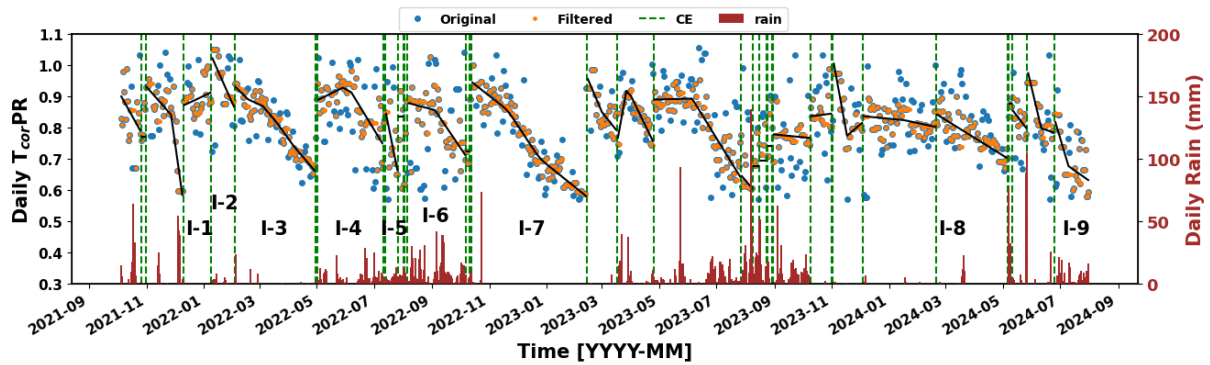 Original Filtered CE rain
1.1
1.0
0.9
0.8
0.7
0.6
0.5
0.4
0.3
Daily T_corPR
200
150
100
50
0
Daily Rain (mm)
I-1
I-2
I-3
I-4
I-5
I-6
I-7
I-8
I-9
2021-09
2021-11
2022-01
2022-03
2022-05
2022-07
2022-09
2022-11
2023-01
2023-03
2023-05
2023-07
2023-09
2023-11
2024-01
2024-03
2024-05
2024-07
2024-09
Time [YYYY-MM]